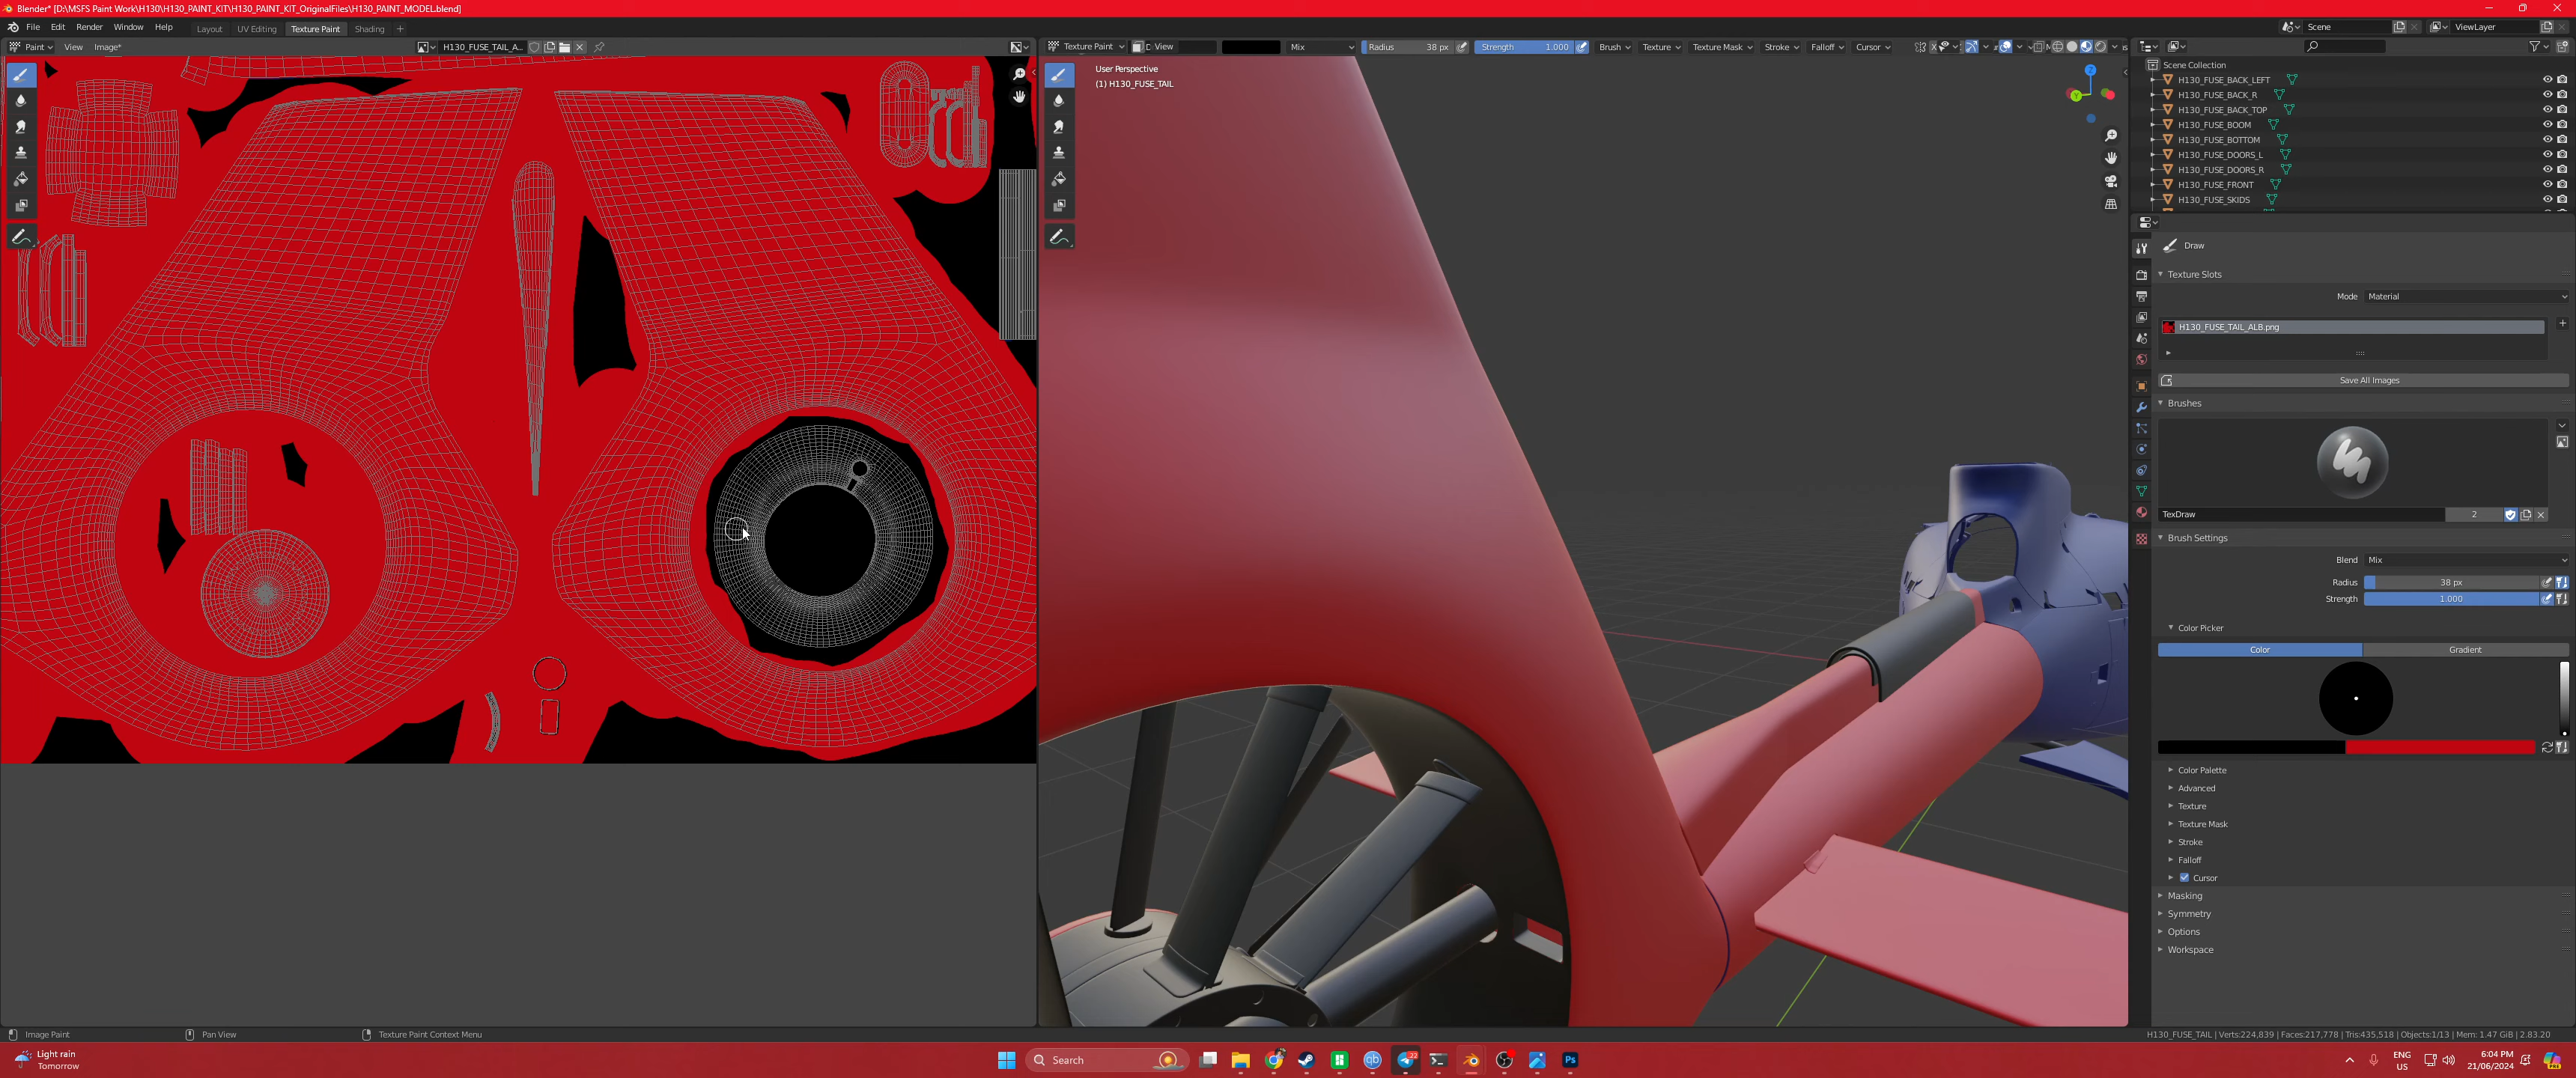 Blender* [D:\MSFS Paint Work\H130\H130_PAINT_KIT\H130_PAINT_KIT_OriginalFiles\H130_PAINT_MODEL.blend]
File Edit Render Window Help Layout UV Editing Texture Paint Shading + Scene ViewLayer
Paint View Image* H130_FUSE_TAIL_A... Texture Paint View Mix Radius 38 px Strength 1.000 Brush Texture Texture Mask Stroke Falloff Cursor
User Perspective
(1) H130_FUSE_TAIL
Z
Y
Scene Collection
H130_FUSE_BACK_LEFT
H130_FUSE_BACK_R
H130_FUSE_BACK_TOP
H130_FUSE_BOOM
H130_FUSE_BOTTOM
H130_FUSE_DOORS_L
H130_FUSE_DOORS_R
H130_FUSE_FRONT
H130_FUSE_SKIDS
Draw
Texture Slots
Mode Material
H130_FUSE_TAIL_ALB.png
Save All Images
Brushes
TexDraw 2
Brush Settings
Blend Mix
Radius 38 px
Strength 1.000
Color Picker
Color Gradient
Color Palette
Advanced
Texture
Texture Mask
Stroke
Falloff
Cursor
Masking
Symmetry
Options
Workspace
Image Paint Pan View Texture Paint Context Menu H130_FUSE_TAIL | Verts:224,839 | Faces:217,778 | Tris:435,518 | Objects:1/13 | Mem: 1.47 GiB | 2.83.20
Light rain
Tomorrow
Search
22
Ps
ENG
US
6:04 PM
21/06/2024